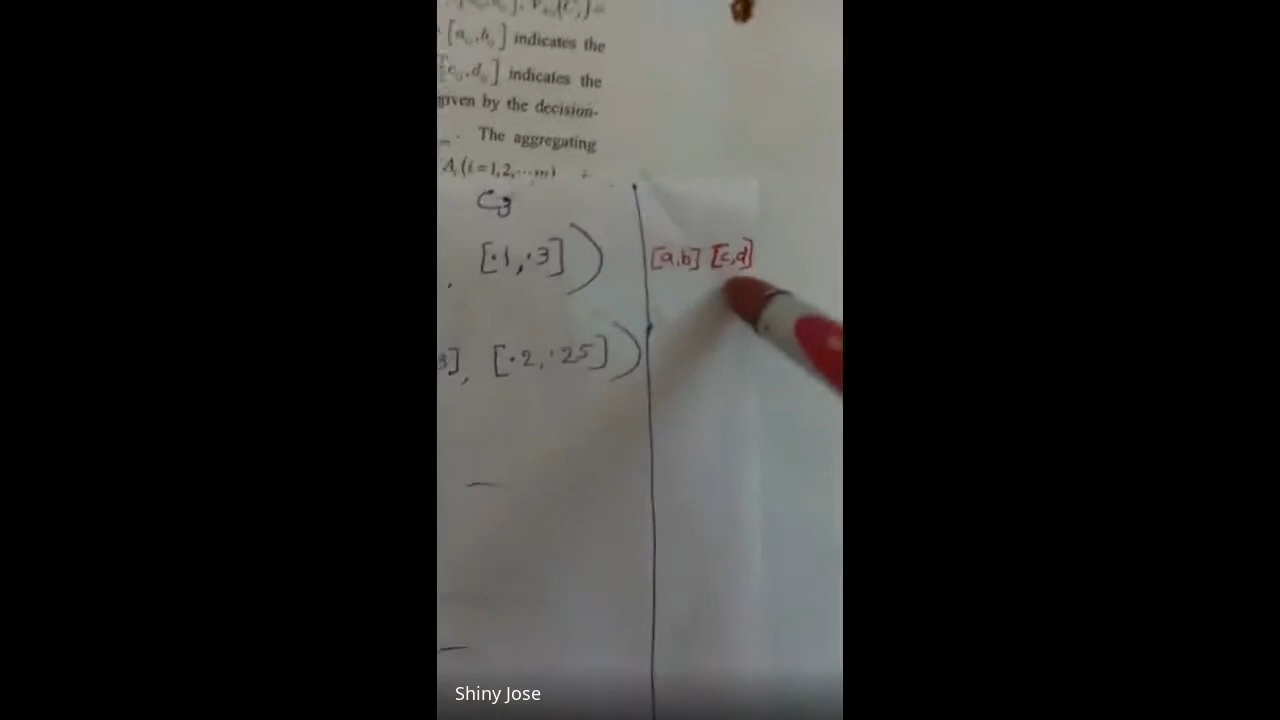 [a_ij, b_ij] indicates the
c_ij, d_ij] indicates the
given by the decision-
The aggregating
A_i (i = 1, 2, ··· m)
C3
[·1, ·3] )
[a,b] [c,d]
], [·2, ·25] )
Shiny Jose